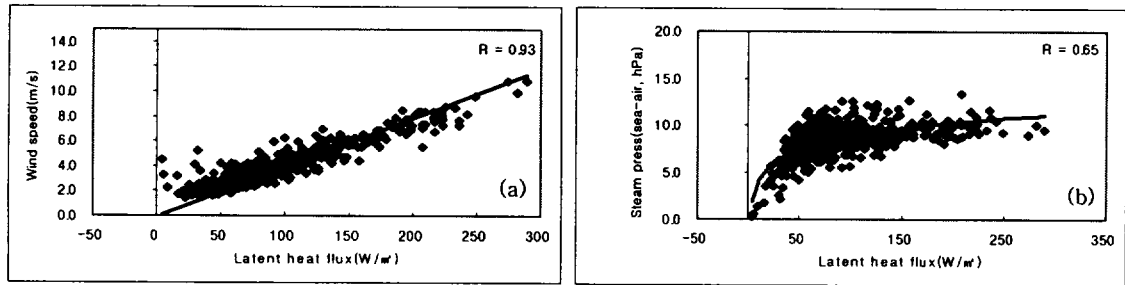 14.0
12.0
10.0
8.0
6.0
4.0
2.0
0.0
Wind speed(m/s)
R = 0.93
(a)
-50 0 50 100 150 200 250 300
Latent heat flux(W/㎡)
20.0
15.0
10.0
5.0
0.0
Steam press(sea-air, hPa)
R = 0.65
(b)
-50 50 150 250 350
Latent heat flux(W/㎡)